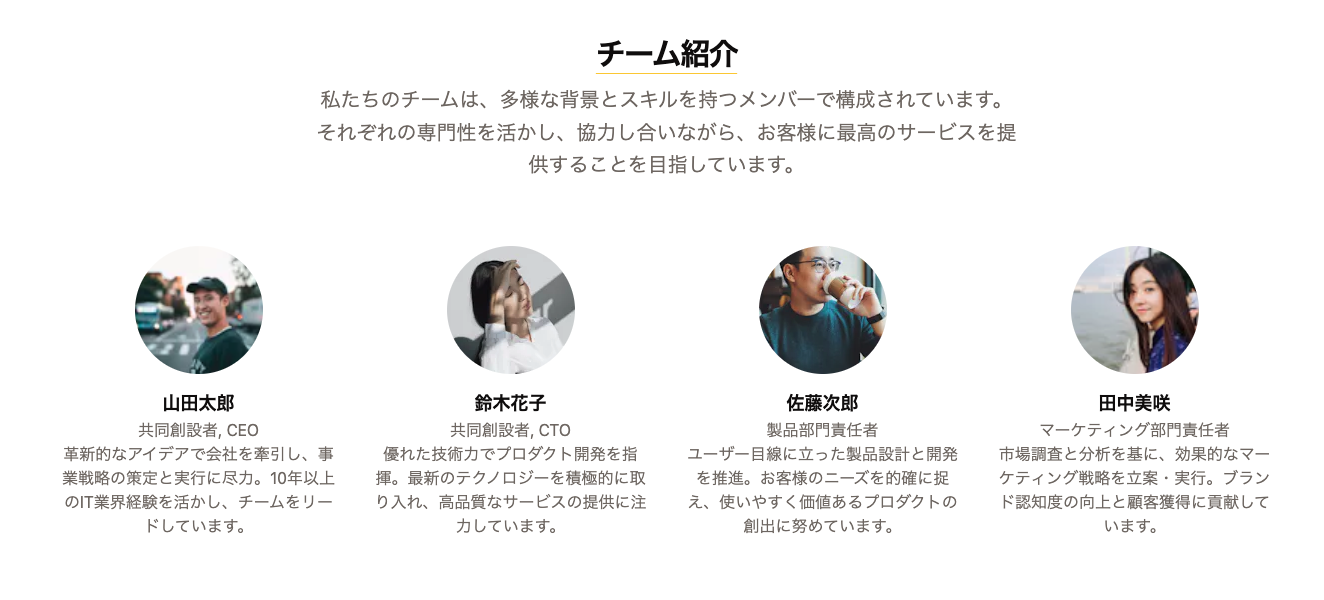 チーム紹介
私たちのチームは、多様な背景とスキルを持つメンバーで構成されています。
それぞれの専門性を活かし、協力し合いながら、お客様に最高のサービスを提
供することを目指しています。
山田太郎
共同創設者, CEO
革新的なアイデアで会社を牽引し、事
業戦略の策定と実行に尽力。10年以上
のIT業界経験を活かし、チームをリー
ドしています。
鈴木花子
共同創設者, CTO
優れた技術力でプロダクト開発を指
揮。最新のテクノロジーを積極的に取
り入れ、高品質なサービスの提供に注
力しています。
佐藤次郎
製品部門責任者
ユーザー目線に立った製品設計と開発
を推進。お客様のニーズを的確に捉
え、使いやすく価値あるプロダクトの
創出に努めています。
田中美咲
マーケティング部門責任者
市場調査と分析を基に、効果的なマー
ケティング戦略を立案・実行。ブラン
ド認知度の向上と顧客獲得に貢献して
います。